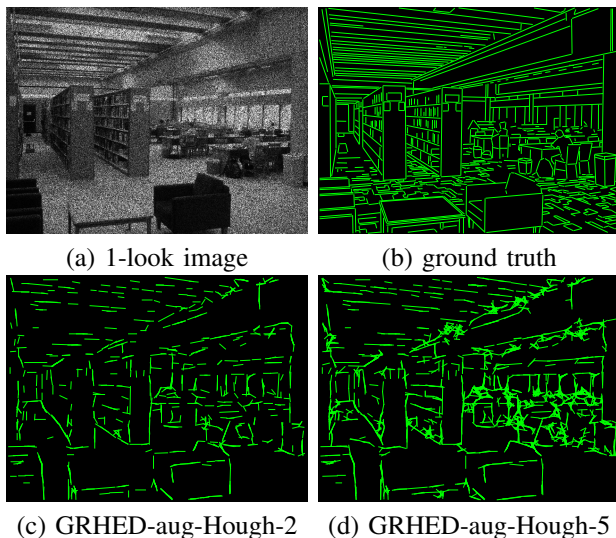 (a) 1-look image
(b) ground truth
(c) GRHED-aug-Hough-2
(d) GRHED-aug-Hough-5